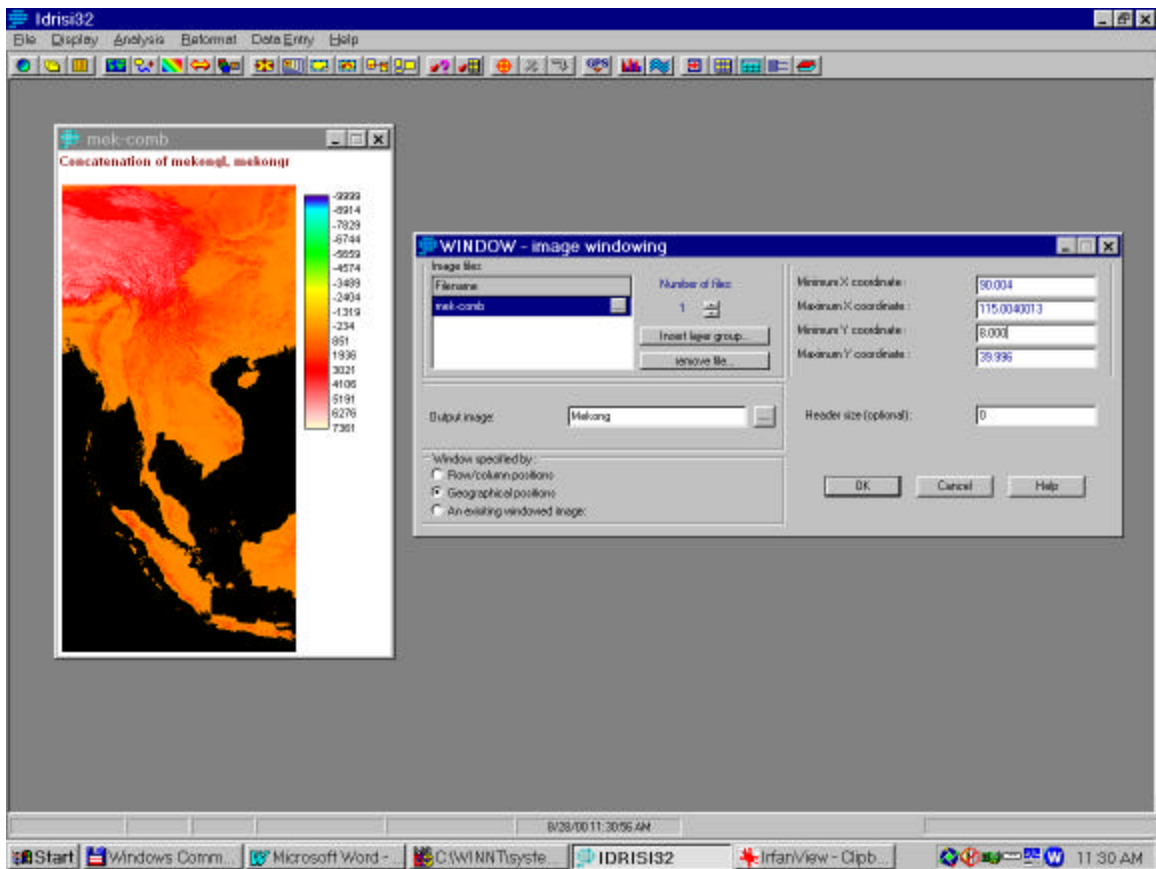 Idrisi32
File Display Analysis Reformat Data Entry Help
GPS
mek-comb
Concatenation of mekongl, mekongr
-9999
-8914
-7829
-6744
-5659
-4574
-3489
-2404
-1319
-234
851
1936
3021
4106
5191
6276
7361
WINDOW - image windowing
Image files:
Filename
mek-comb
Number of files:
1
Insert layer group...
remove file...
Minimum X coordinate :
90.004
Maximum X coordinate :
115.0040013
Minimum Y coordinate :
8.000
Maximum Y coordinate :
39.996
Output image:
Mekong
...
Header size (optional):
0
Window specified by :
Row/column positions
Geographical positions
An existing windowed image:
OK
Cancel
Help
8/28/00 11:30:56 AM
Start
Windows Comm...
Microsoft Word - ...
C:\WINNT\syste...
IDRISI32
IrfanView - Clipb...
11:30 AM